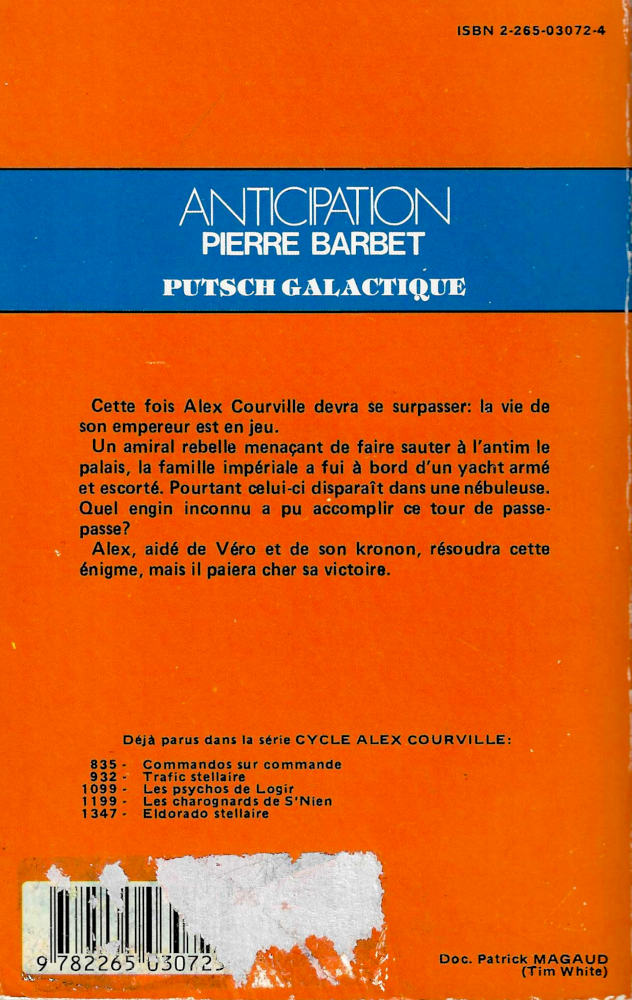 ISBN 2-265-03072-4
ANTICIPATION
PIERRE BARBET
PUTSCH GALACTIQUE
Cette fois Alex Courville devra se surpasser: la vie de
son empereur est en jeu.
Un amiral rebelle menaçant de faire sauter à l'antim le
palais, la famille impériale a fui à bord d'un yacht armé
et escorté. Pourtant celui-ci disparaît dans une nébuleuse.
Quel engin inconnu a pu accomplir ce tour de passe-
passe?
Alex, aidé de Véro et de son kronon, résoudra cette
énigme, mais il paiera cher sa victoire.
Déjà parus dans la série CYCLE ALEX COURVILLE:
835 - Commandos sur commande
932 - Trafic stellaire
1099 - Les psychos de Logir
1199 - Les charognards de S'Nien
1347 - Eldorado stellaire
9 782265 03072
Doc. Patrick MAGAUD
(Tim White)